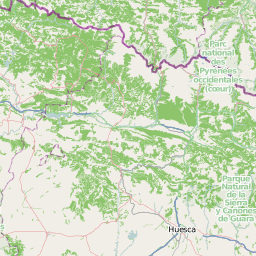 Parc
national
des
Pyrénées
occidentales
(cœur)
Parque
Natural
de la
Sierra
y Cañones
de Guara
Huesca